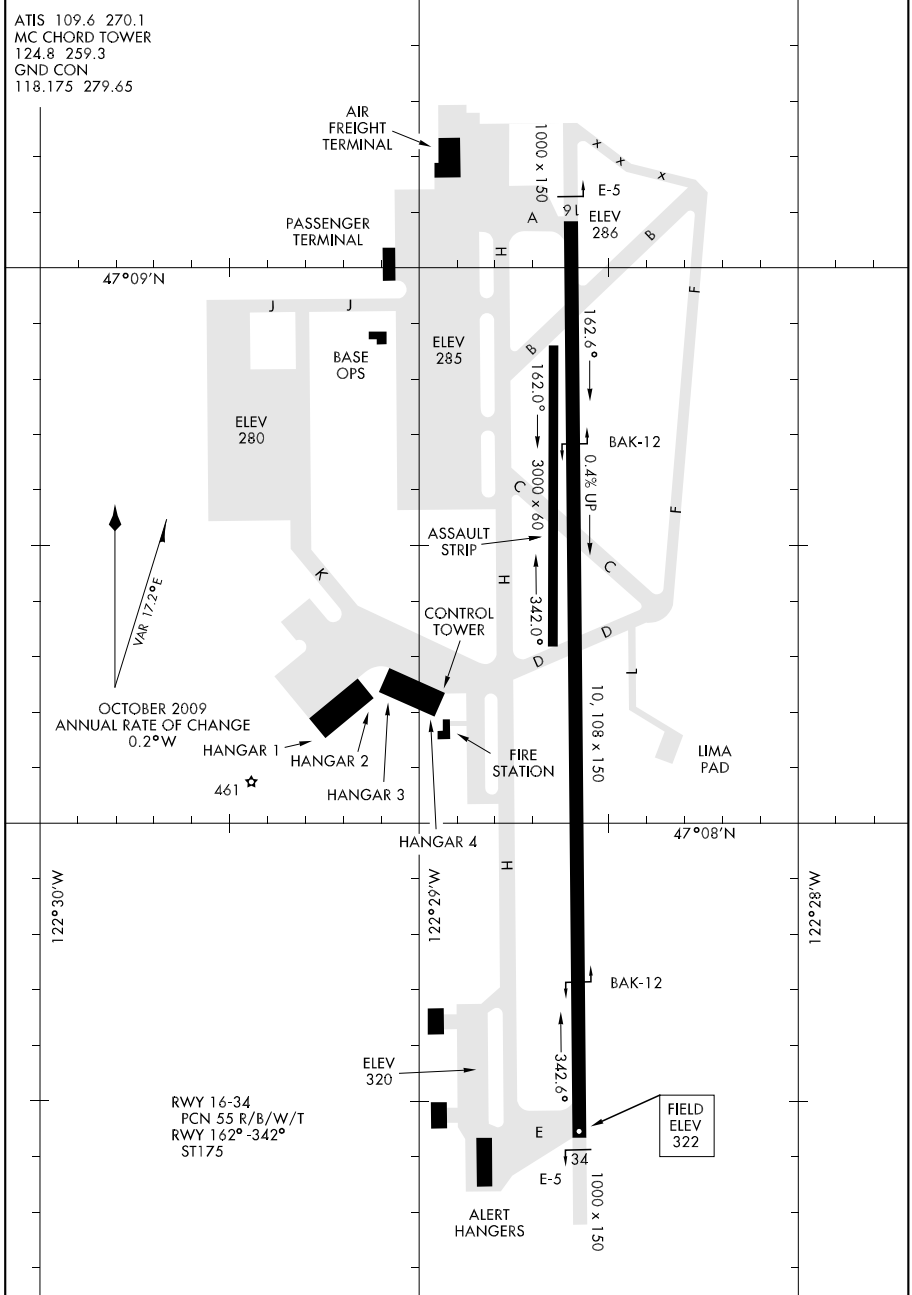 ATIS 109.6 270.1
MC CHORD TOWER
124.8 259.3
GND CON
118.175 279.65
AIR
FREIGHT
TERMINAL
1000 x 150
x
x
x
E-5
A
16
ELEV
286
PASSENGER
TERMINAL
H
B
47°09'N
F
J
J
162.6°
BASE
OPS
ELEV
285
B
162.0°
ELEV
280
BAK-12
0.4% UP
C
3000 x 60
F
ASSAULT
STRIP
C
K
H
342.0°
VAR 17.2°E
CONTROL
TOWER
D
D
L
OCTOBER 2009
ANNUAL RATE OF CHANGE
0.2°W
10, 108 x 150
HANGAR 1
HANGAR 2
FIRE
STATION
LIMA
PAD
461
HANGAR 3
HANGAR 4
47°08'N
H
122°30'W
122°29'W
122°28'W
BAK-12
342.6°
ELEV
320
RWY 16-34
PCN 55 R/B/W/T
RWY 162°-342°
ST175
FIELD
ELEV
322
E
34
E-5
1000 x 150
ALERT
HANGERS